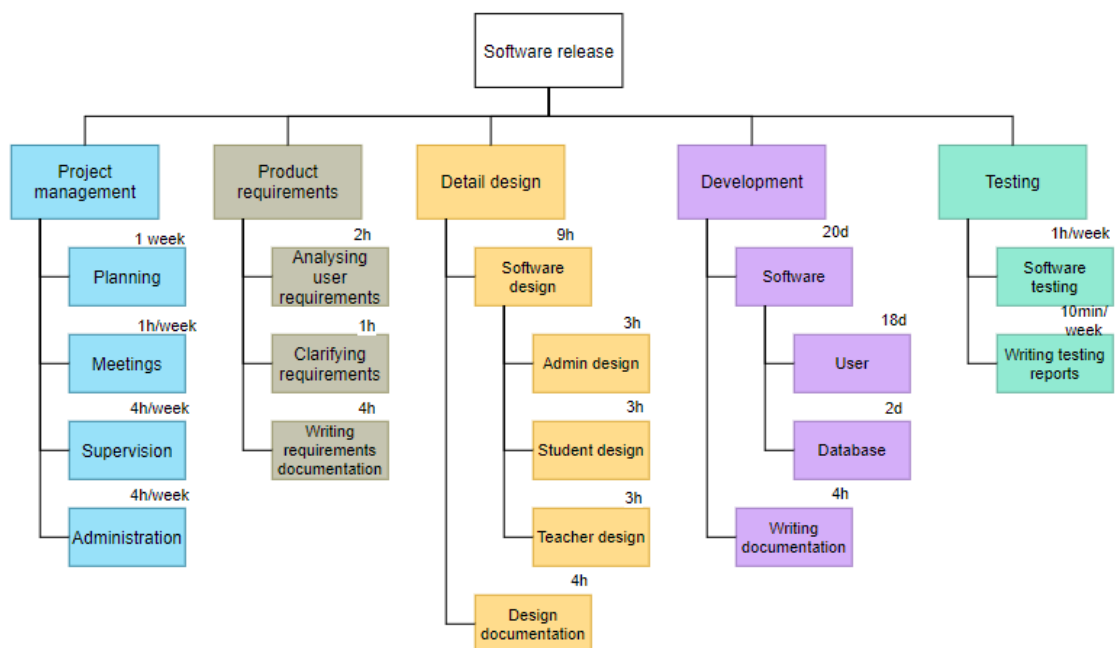 Software release
Project
management
Product
requirements
Detail design
Development
Testing
1 week
Planning
1h/week
Meetings
4h/week
Supervision
4h/week
Administration
2h
Analysing
user
requirements
1h
Clarifying
requirements
4h
Writing
requirements
documentation
9h
Software
design
3h
Admin design
3h
Student design
3h
Teacher design
4h
Design
documentation
20d
Software
18d
User
2d
Database
4h
Writing
documentation
1h/week
Software
testing
10min/
week
Writing testing
reports